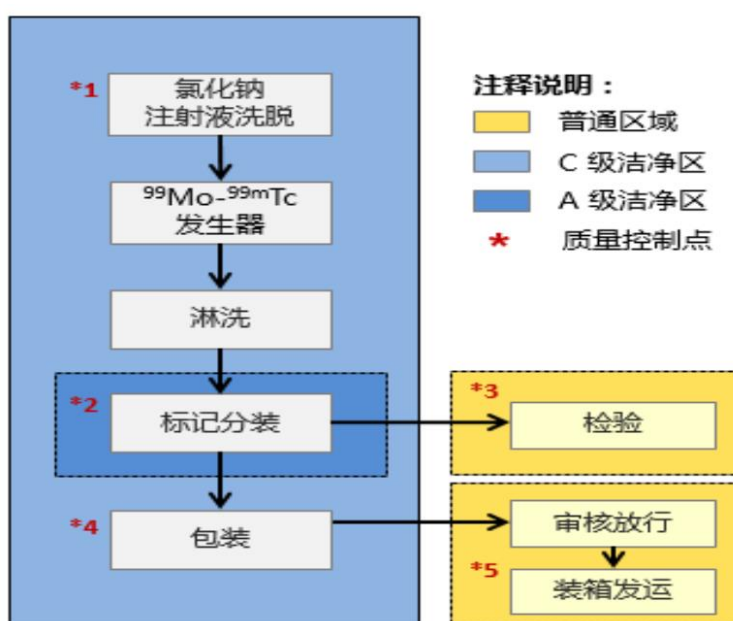 *1
氯化钠
注射液洗脱
⁹⁹Mo-⁹⁹ᵐTc
发生器
淋洗
*2
标记分装
*4
包装
注释说明：
普通区域
C 级洁净区
A 级洁净区
* 质量控制点
*3
检验
审核放行
*5
装箱发运